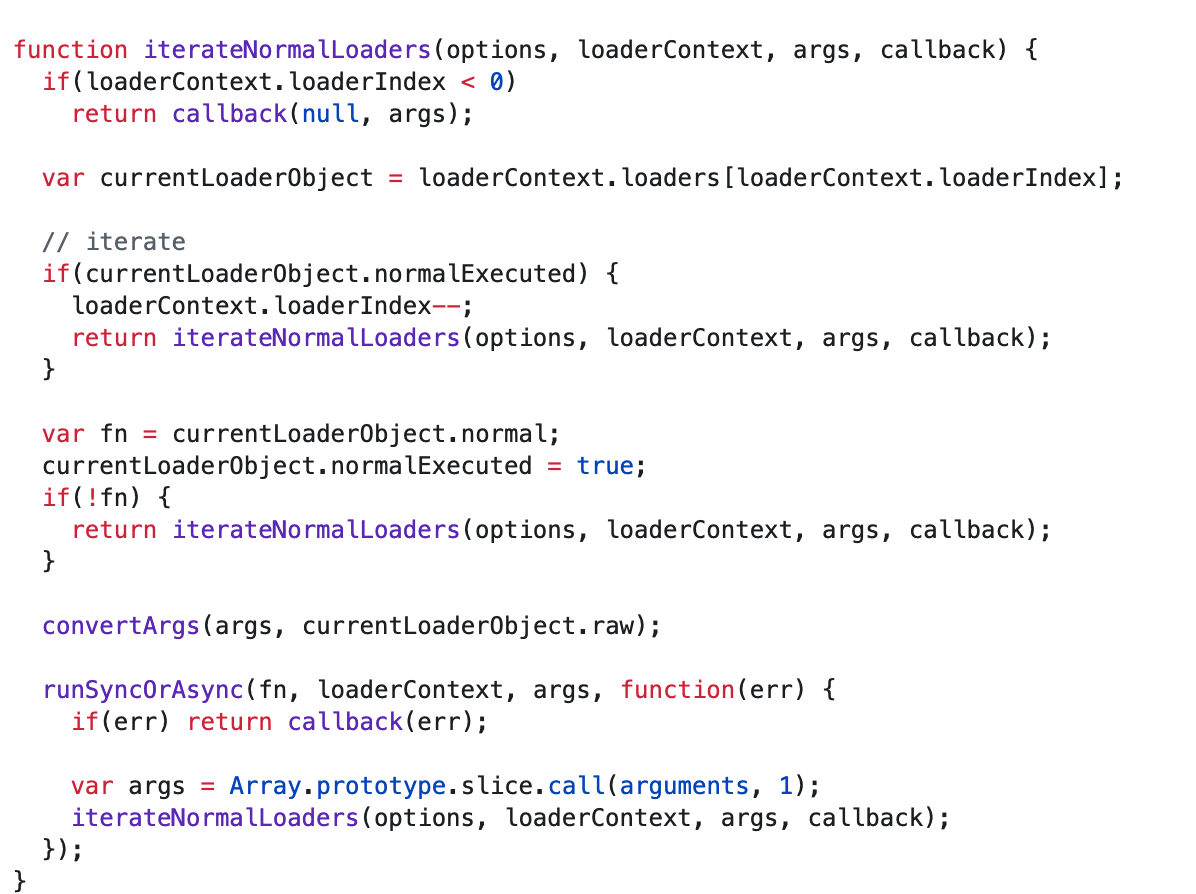 function iterateNormalLoaders(options, loaderContext, args, callback) {
  if(loaderContext.loaderIndex < 0)
    return callback(null, args);

  var currentLoaderObject = loaderContext.loaders[loaderContext.loaderIndex];

  // iterate
  if(currentLoaderObject.normalExecuted) {
    loaderContext.loaderIndex--;
    return iterateNormalLoaders(options, loaderContext, args, callback);
  }

  var fn = currentLoaderObject.normal;
  currentLoaderObject.normalExecuted = true;
  if(!fn) {
    return iterateNormalLoaders(options, loaderContext, args, callback);
  }

  convertArgs(args, currentLoaderObject.raw);

  runSyncOrAsync(fn, loaderContext, args, function(err) {
    if(err) return callback(err);

    var args = Array.prototype.slice.call(arguments, 1);
    iterateNormalLoaders(options, loaderContext, args, callback);
  });
}